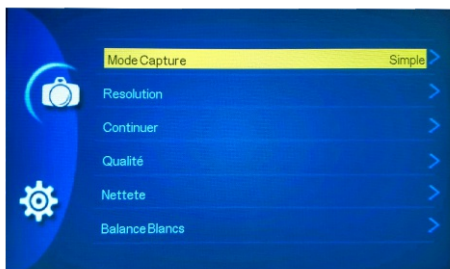 Mode Capture Simple
Resolution
Continuer
Qualité
Nettete
Balance Blancs